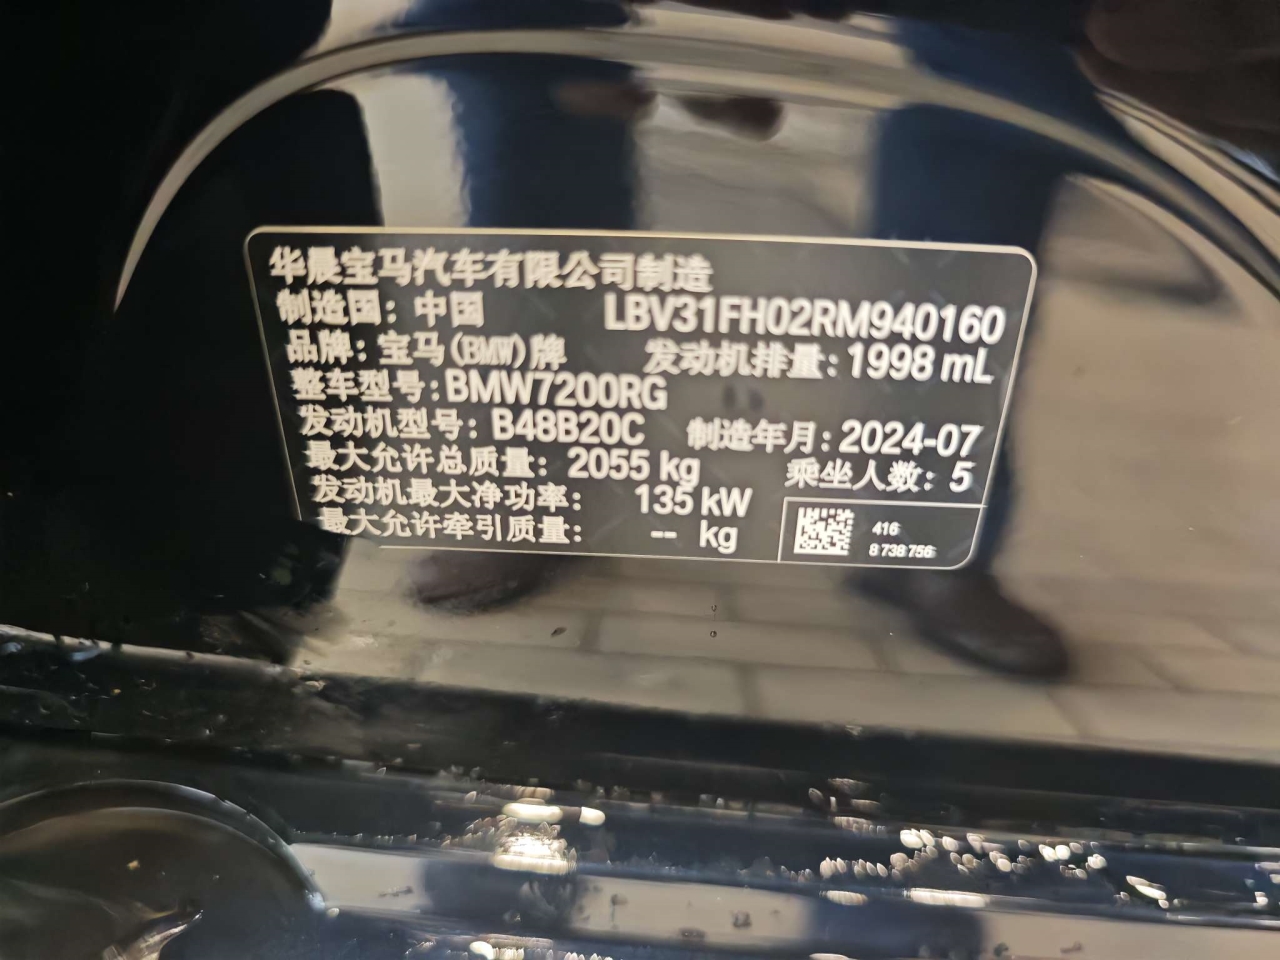 华晨宝马汽车有限公司制造
制造国：中国 LBV31FH02RM940160
品牌：宝马(BMW)牌 发动机排量：1998 mL
整车型号：BMW7200RG
发动机型号：B48B20C 制造年月：2024-07
最大允许总质量：2055 kg 乘坐人数：5
发动机最大净功率：135 kW
最大允许牵引质量：-- kg
416
8 738 756